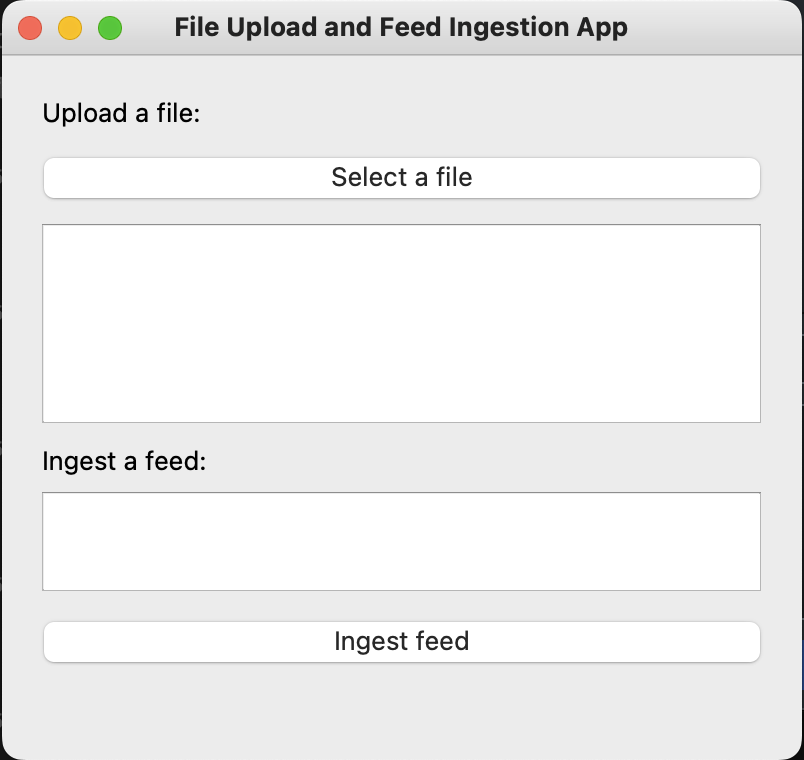 File Upload and Feed Ingestion App
Upload a file:
Select a file
Ingest a feed:
Ingest feed